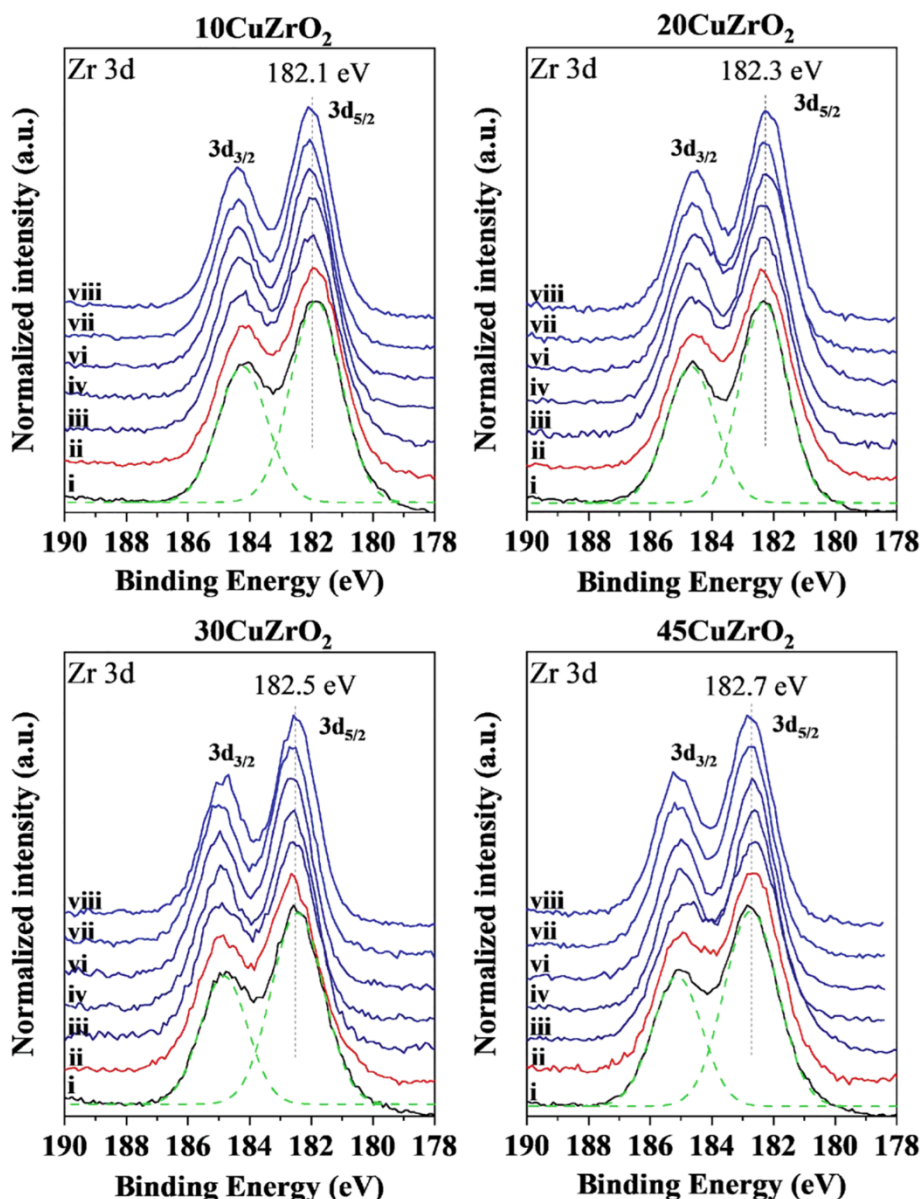 10CuZrO₂
Zr 3d
182.1 eV
3d₅/₂
3d₃/₂
Normalized intensity (a.u.)
viii
vii
vi
iv
iii
ii
i
190 188 186 184 182 180 178
Binding Energy (eV)
20CuZrO₂
Zr 3d
182.3 eV
3d₅/₂
3d₃/₂
Normalized intensity (a.u.)
viii
vii
vi
iv
iii
ii
i
190 188 186 184 182 180 178
Binding Energy (eV)
30CuZrO₂
Zr 3d
182.5 eV
3d₅/₂
3d₃/₂
Normalized intensity (a.u.)
viii
vii
vi
iv
iii
ii
i
190 188 186 184 182 180 178
Binding Energy (eV)
45CuZrO₂
Zr 3d
182.7 eV
3d₅/₂
3d₃/₂
Normalized intensity (a.u.)
viii
vii
vi
iv
iii
ii
i
190 188 186 184 182 180 178
Binding Energy (eV)